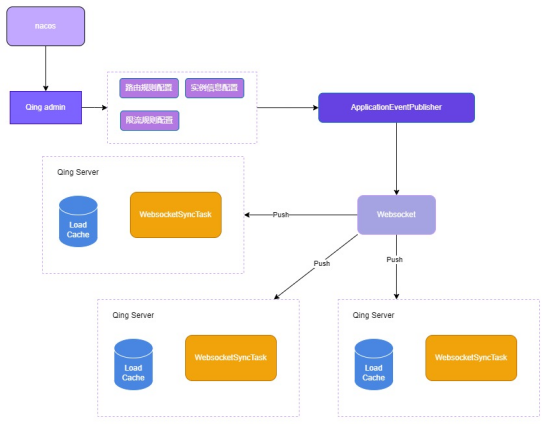 nacos
Qing admin
路由规则配置
实例信息配置
限流规则配置
ApplicationEventPublisher
Qing Server
Load
Cache
WebsocketSyncTask
Push
Websocket
Push
Push
Qing Server
Load
Cache
WebsocketSyncTask
Qing Server
Load
Cache
WebsocketSyncTask